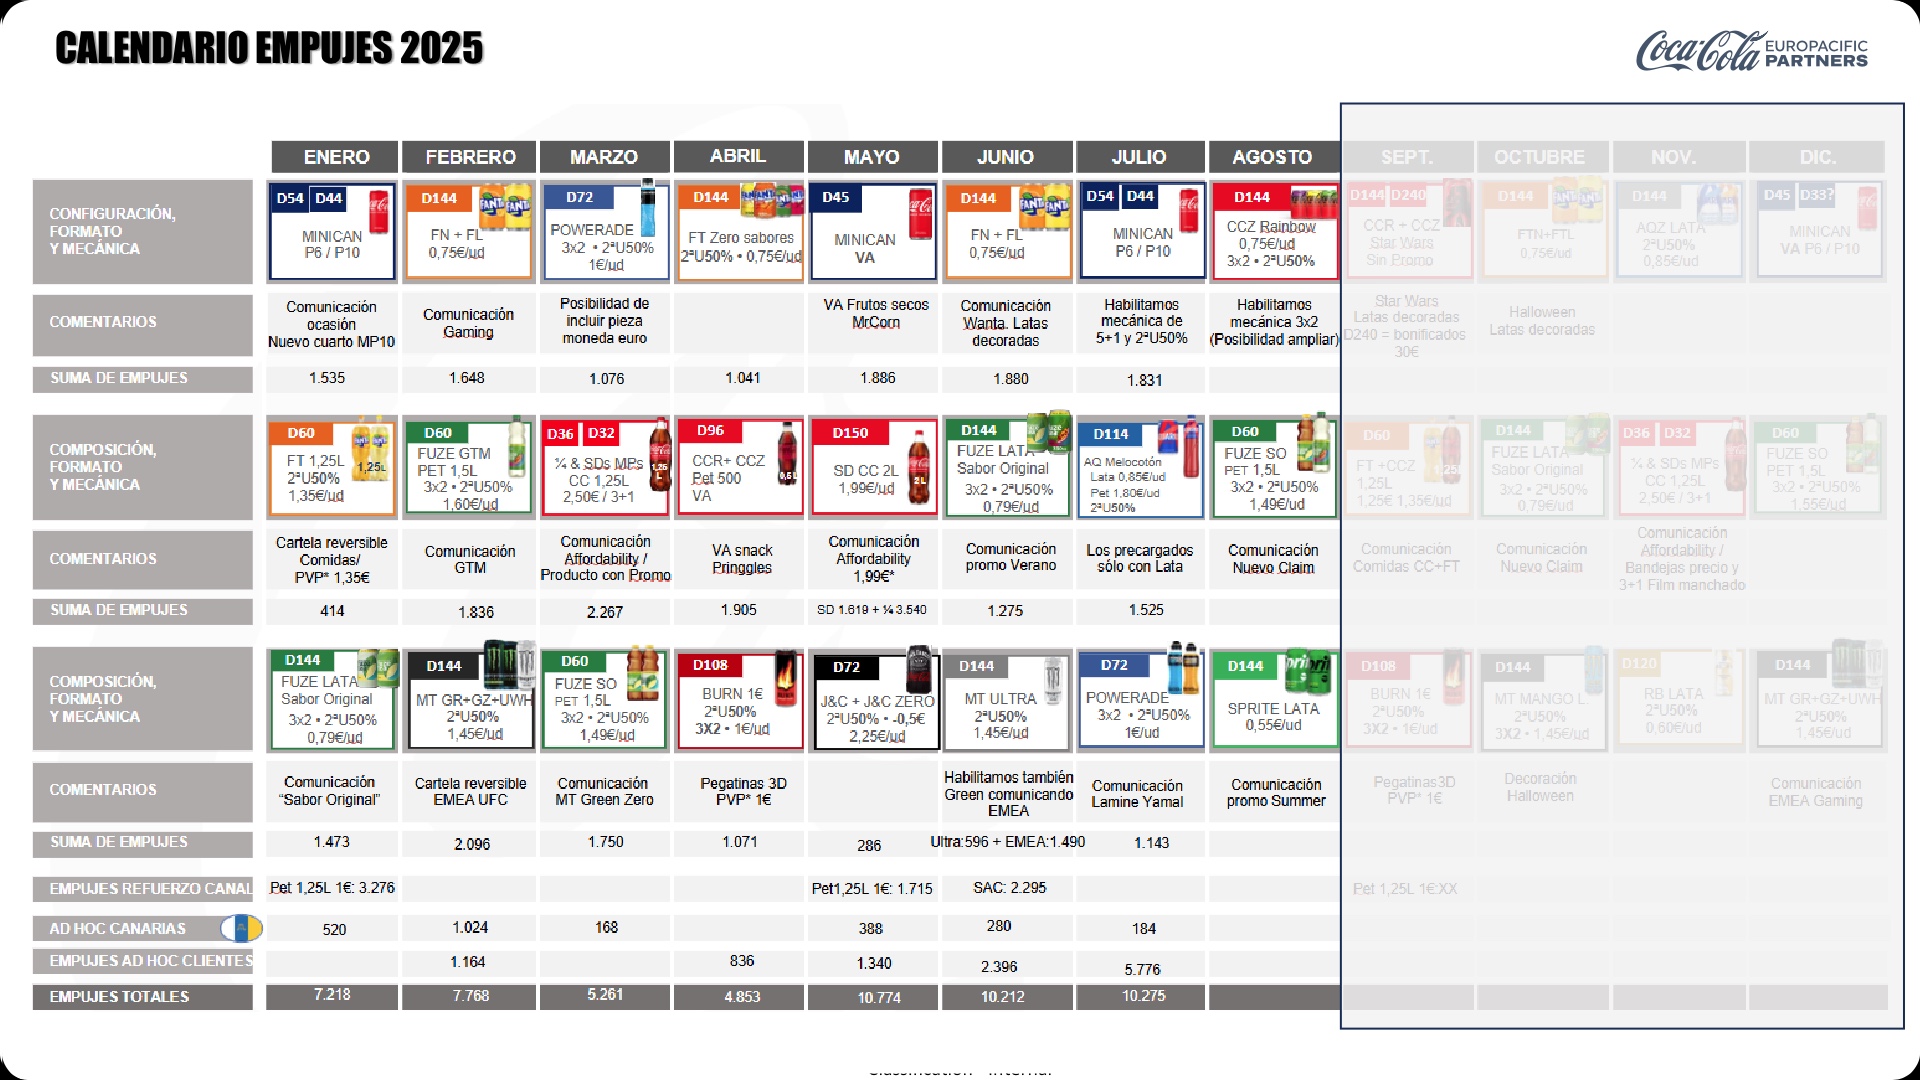 CALENDARIO EMPUJES 2025
Coca-Cola EUROPACIFIC
PARTNERS
ENERO FEBRERO MARZO ABRIL MAYO JUNIO JULIO AGOSTO SEPT. OCTUBRE NOV. DIC.
CONFIGURACIÓN,
FORMATO
Y MECÁNICA
D54 D44
MINICAN
P6 / P10
D144
FN + FL
0,75€/ud
D72
POWERADE
3x2 • 2ªU50%
1€/ud
D144
FT Zero sabores
2ªU50% • 0,75€/ud
D45
MINICAN
VA
D144
FN + FL
0,75€/ud
D54 D44
MINICAN
P6 / P10
D144
CCZ Rainbow
0,75€/ud
3x2 • 2ªU50%
D144 D240
CCR + CCZ
Star Wars
Sin Promo
D144
FTN+FTL
0,75€/ud
D144
AQZ LATA
2ªU50%
0,85€/ud
D45 D33?
MINICAN
VA P6 / P10
COMENTARIOS
Comunicación
ocasión
Nuevo cuarto MP10
Comunicación
Gaming
Posibilidad de
incluir pieza
moneda euro
VA Frutos secos
MrCorn
Comunicación
Wanta. Latas
decoradas
Habilitamos
mecánica de
5+1 y 2ªU50%
Habilitamos
mecánica 3x2
(Posibilidad ampliar)
Star Wars
Latas decoradas
D240 = bonificados
30€
Halloween
Latas decoradas
SUMA DE EMPUJES
1.535 1.648 1.076 1.041 1.886 1.880 1.831
COMPOSICIÓN,
FORMATO
Y MECÁNICA
D60
FT 1,25L
2ªU50%
1,35€/ud
1,25L
D60
FUZE GTM
PET 1,5L
3x2 • 2ªU50%
1,60€/ud
D36 D32
¼ & SDs MPs
CC 1,25L
2,50€ / 3+1
D96
CCR+ CCZ
Pet 500
VA
D150
SD CC 2L
1,99€/ud
2L
D144
FUZE LATA
Sabor Original
3x2 • 2ªU50%
0,79€/ud
D114
AQ Melocotón
Lata 0,85€/ud
Pet 1,80€/ud
2ªU50%
D60
FUZE SO
PET 1,5L
3x2 • 2ªU50%
1,49€/ud
D60
FT +CCZ
1,25L
1,25€ 1,35€/ud
D144
FUZE LATA
Sabor Original
3x2 • 2ªU50%
0,79€/ud
D36 D32
¼ & SDs MPs
CC 1,25L
2,50€ / 3+1
D60
FUZE SO
PET 1,5L
3x2 • 2ªU50%
1.55€/ud
COMENTARIOS
Cartela reversible
Comidas/
PVP* 1,35€
Comunicación
GTM
Comunicación
Affordability /
Producto con Promo
VA snack
Pringgles
Comunicación
Affordability
1,99€*
Comunicación
promo Verano
Los precargados
sólo con Lata
Comunicación
Nuevo Claim
Comunicación
Comidas CC+FT
Comunicación
Nuevo Claim
Comunicación
Affordability /
Bandejas precio y
3+1 Film manchado
SUMA DE EMPUJES
414 1.836 2.267 1.905 SD 1.619 + ¼ 3.540 1.275 1.525
COMPOSICIÓN,
FORMATO
Y MECÁNICA
D144
FUZE LATA
Sabor Original
3x2 • 2ªU50%
0,79€/ud
D144
MT GR+GZ+UWH
2ªU50%
1,45€/ud
D60
FUZE SO
PET 1,5L
3x2 • 2ªU50%
1,49€/ud
D108
BURN 1€
2ªU50%
3X2 • 1€/ud
D72
J&C + J&C ZERO
2ªU50% • -0,5€
2,25€/ud
D144
MT ULTRA
2ªU50%
1,45€/ud
D72
POWERADE
3x2 • 2ªU50%
1€/ud
D144
SPRITE LATA
0,55€/ud
D108
BURN 1€
2ªU50%
3X2 • 1€/ud
D144
MT MANGO L.
2ªU50%
3X2 • 1,45€/ud
D120
RB LATA
2ªU50%
0,60€/ud
D144
MT GR+GZ+UWH
2ªU50%
1,45€/ud
COMENTARIOS
Comunicación
“Sabor Original”
Cartela reversible
EMEA UFC
Comunicación
MT Green Zero
Pegatinas 3D
PVP* 1€
Habilitamos también
Green comunicando
EMEA
Comunicación
Lamine Yamal
Comunicación
promo Summer
Pegatinas3D
PVP* 1€
Decoración
Halloween
Comunicación
EMEA Gaming
SUMA DE EMPUJES
1.473 2.096 1.750 1.071 286 Ultra:596 + EMEA:1.490 1.143
EMPUJES REFUERZO CANAL
Pet 1,25L 1€: 3.276 Pet1,25L 1€: 1.715 SAC: 2.295 Pet 1,25L 1€:XX
AD HOC CANARIAS
520 1.024 168 388 280 184
EMPUJES AD HOC CLIENTES
1.164 836 1.340 2.396 5.776
EMPUJES TOTALES
7.218 7.768 5.261 4.853 10.774 10.212 10.275